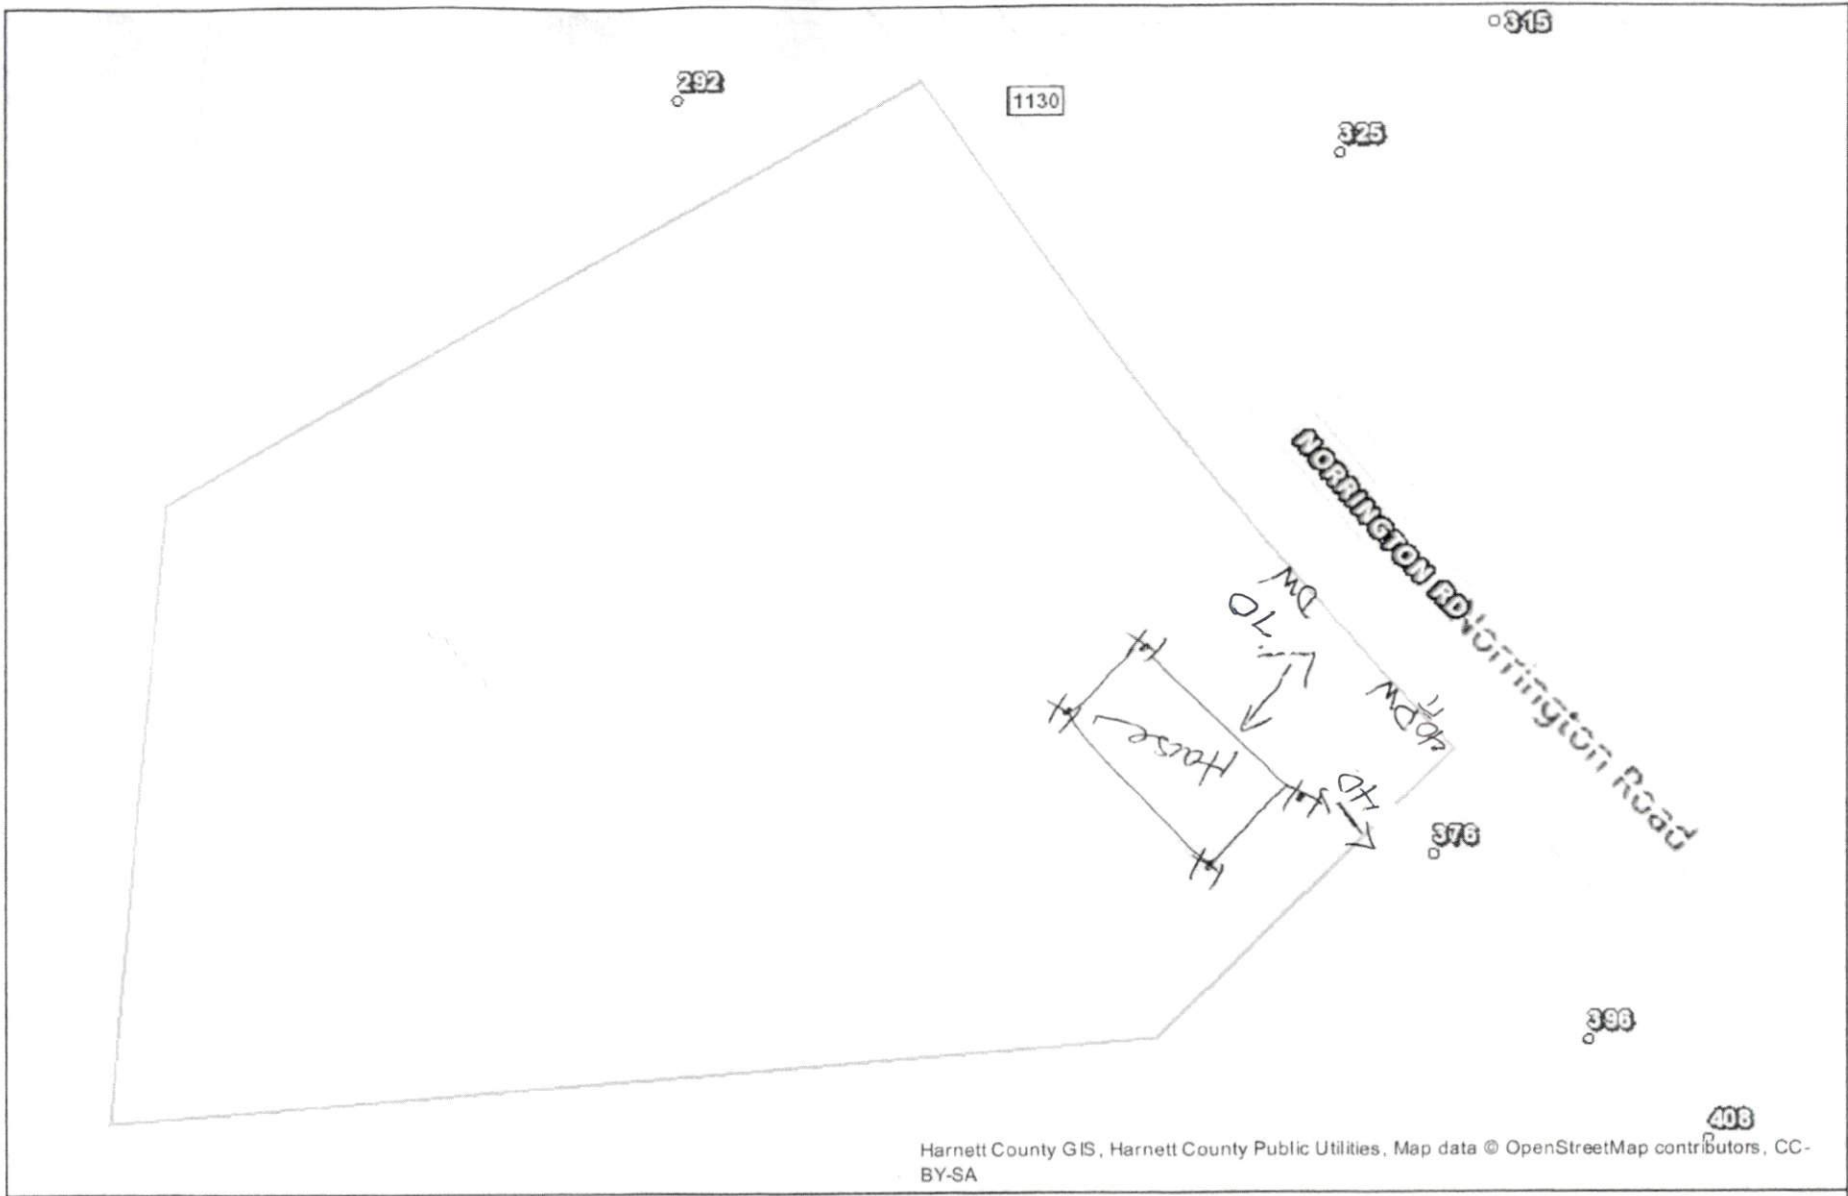 315
292
1130
325
NORRINGTON RD
Norrington Road
DW
70
DW
40
House
40
376
396
408
Harnett County GIS, Harnett County Public Utilities, Map data © OpenStreetMap contributors, CC-
BY-SA